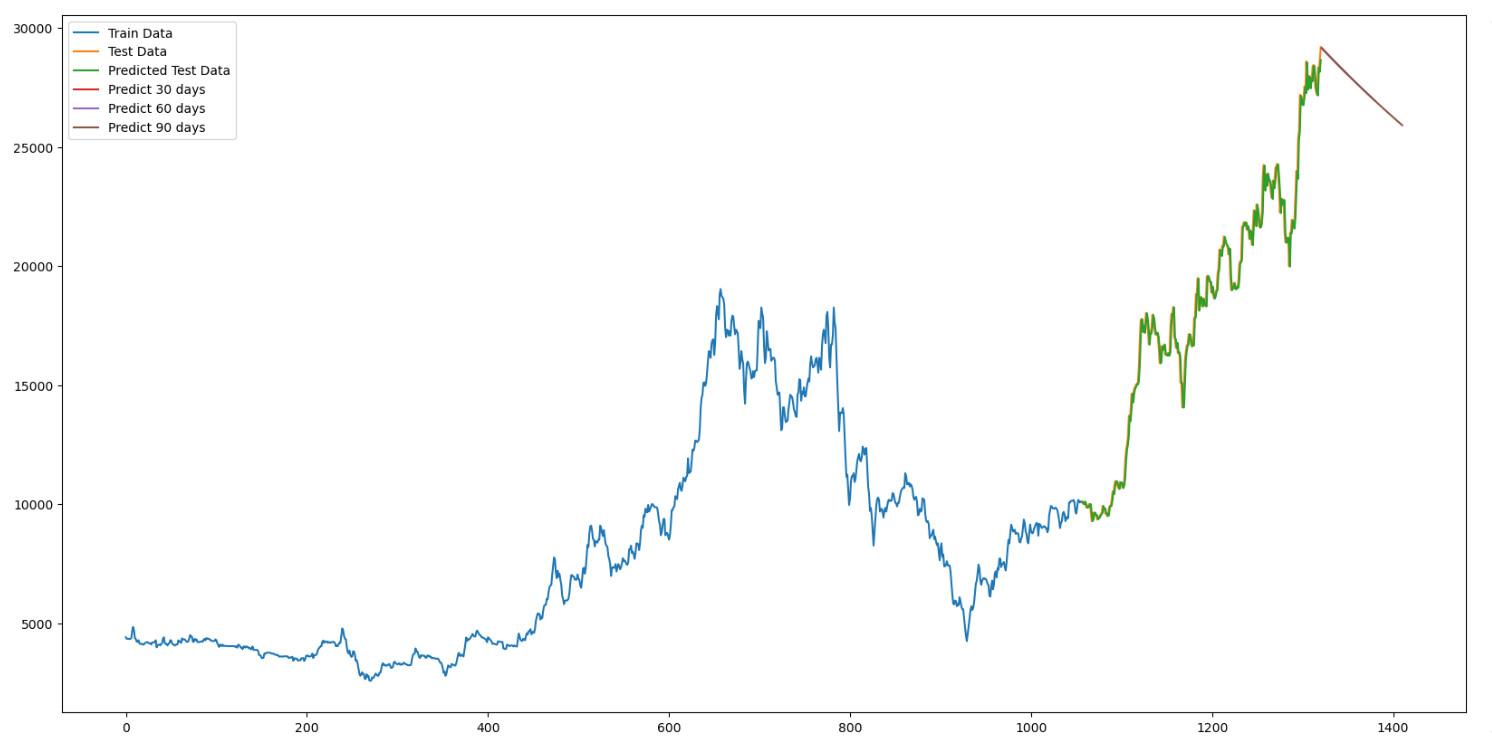 30000
Train Data
Test Data
Predicted Test Data
Predict 30 days
Predict 60 days
Predict 90 days
25000
20000
15000
10000
5000
0 200 400 600 800 1000 1200 1400